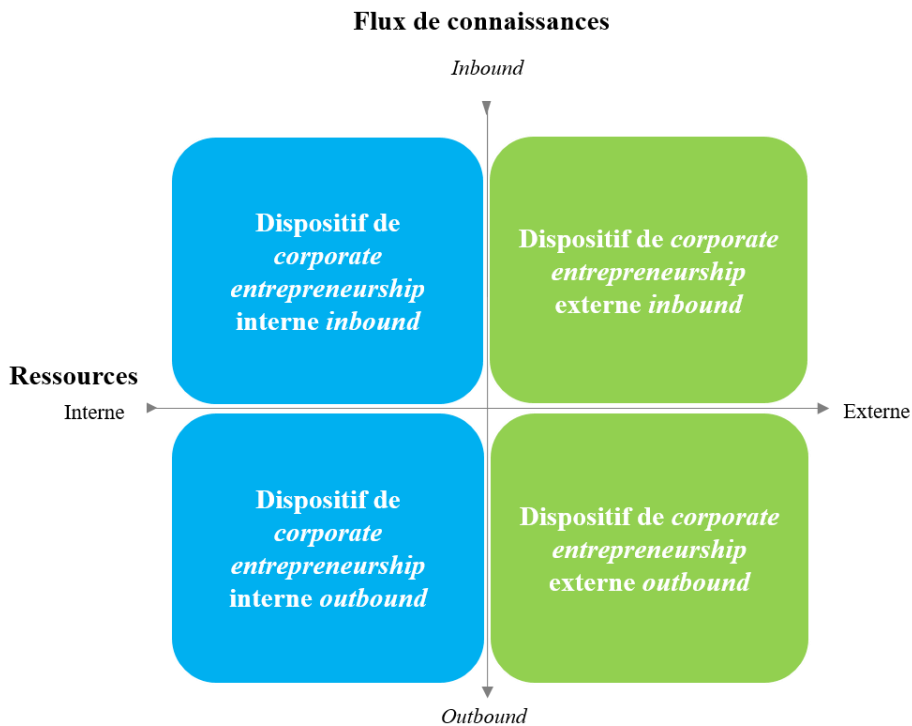 Flux de connaissances
Inbound
Dispositif de
corporate
entrepreneurship
interne inbound
Dispositif de corporate
entrepreneurship
externe inbound
Ressources
Interne
Externe
Dispositif de
corporate
entrepreneurship
interne outbound
Dispositif de corporate
entrepreneurship
externe outbound
Outbound